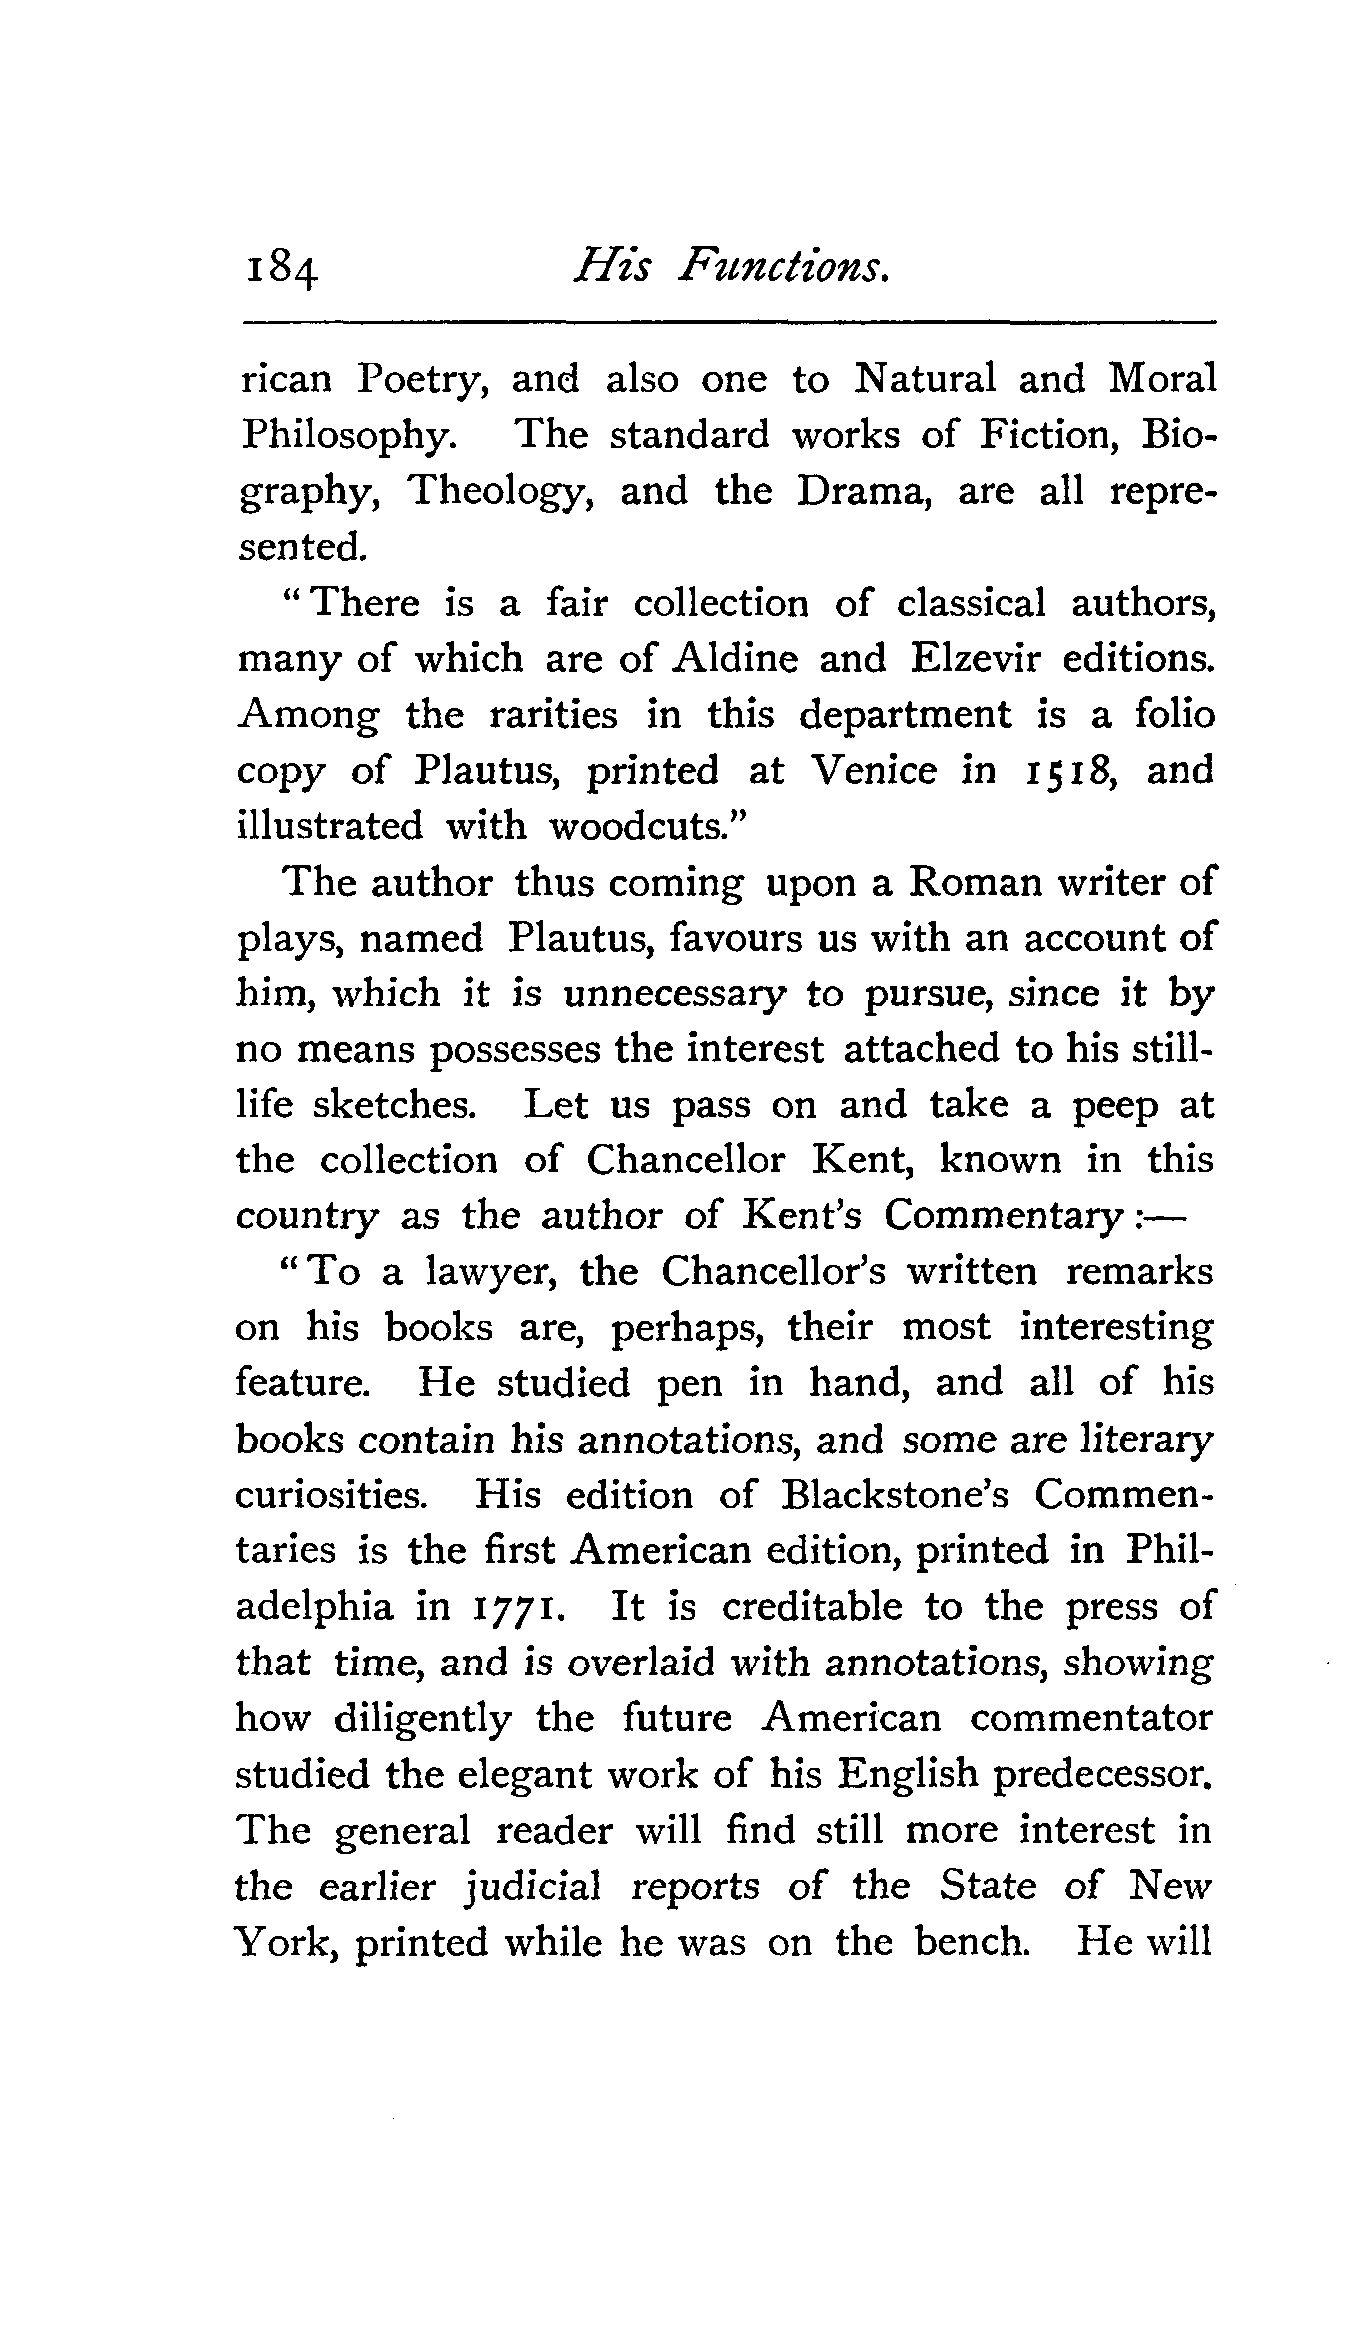 184 His Functions.
rican Poetry, and also one to Natural and Moral
Philosophy. The standard works of Fiction, Bio-
graphy, Theology, and the Drama, are all repre-
sented.
“There is a fair collection of classical authors,
many of which are of Aldine and Elzevir editions.
Among the rarities in this department is a folio
copy of Plautus, printed at Venice in 1518, and
illustrated with woodcuts.”
The author thus coming upon a Roman writer of
plays, named Plautus, favours us with an account of
him, which it is unnecessary to pursue, since it by
no means possesses the interest attached to his still-
life sketches. Let us pass on and take a peep at
the collection of Chancellor Kent, known in this
country as the author of Kent’s Commentary:—
“To a lawyer, the Chancellor’s written remarks
on his books are, perhaps, their most interesting
feature. He studied pen in hand, and all of his
books contain his annotations, and some are literary
curiosities. His edition of Blackstone’s Commen-
taries is the first American edition, printed in Phil-
adelphia in 1771. It is creditable to the press of
that time, and is overlaid with annotations, showing
how diligently the future American commentator
studied the elegant work of his English predecessor.
The general reader will find still more interest in
the earlier judicial reports of the State of New
York, printed while he was on the bench. He will